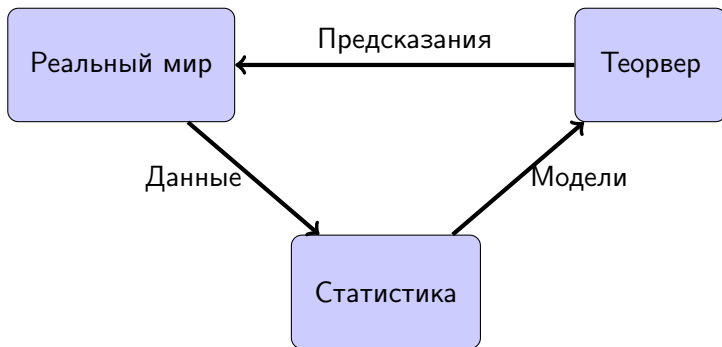 Предсказания
Реальный мир
Теорвер
Данные
Модели
Статистика